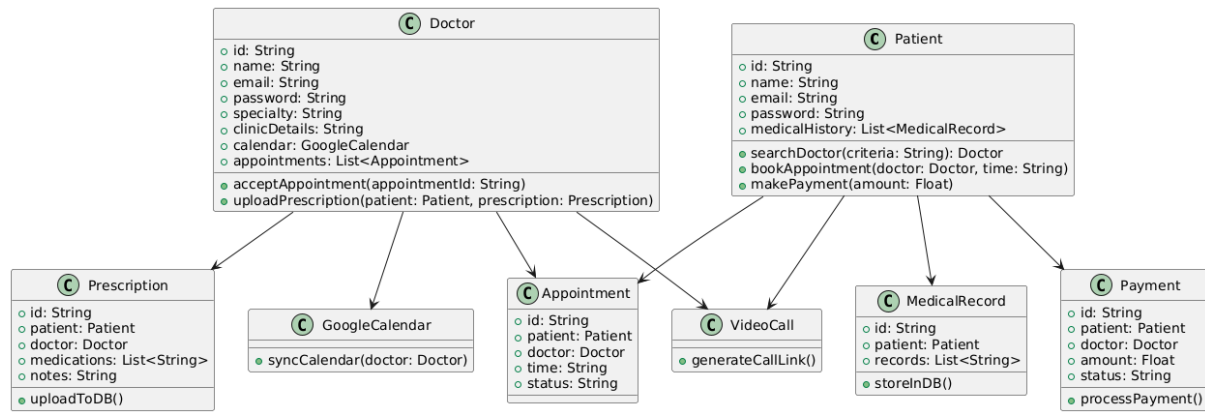 C Doctor
id: String
name: String
email: String
password: String
specialty: String
clinicDetails: String
calendar: GoogleCalendar
appointments: List<Appointment>
acceptAppointment(appointmentId: String)
uploadPrescription(patient: Patient, prescription: Prescription)
C Patient
id: String
name: String
email: String
password: String
medicalHistory: List<MedicalRecord>
searchDoctor(criteria: String): Doctor
bookAppointment(doctor: Doctor, time: String)
makePayment(amount: Float)
C Prescription
id: String
patient: Patient
doctor: Doctor
medications: List<String>
notes: String
uploadToDB()
C GoogleCalendar
syncCalendar(doctor: Doctor)
C Appointment
id: String
patient: Patient
doctor: Doctor
time: String
status: String
C VideoCall
generateCallLink()
C MedicalRecord
id: String
patient: Patient
records: List<String>
storeInDB()
C Payment
id: String
patient: Patient
doctor: Doctor
amount: Float
status: String
processPayment()